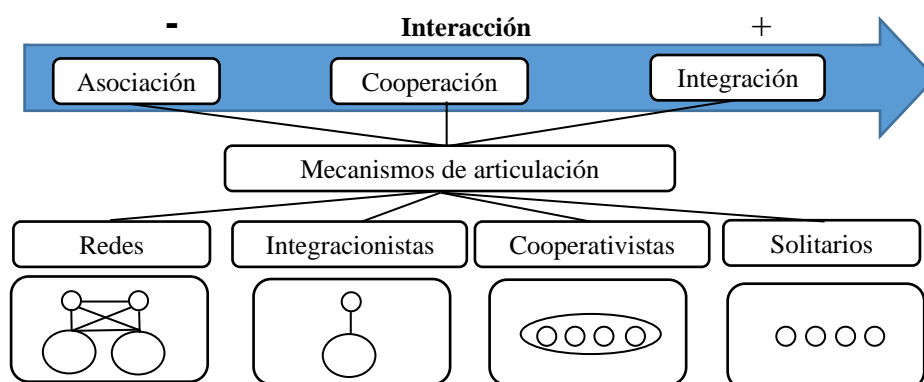 - Interacción +
Asociación Cooperación Integración
Mecanismos de articulación
Redes Integracionistas Cooperativistas Solitarios